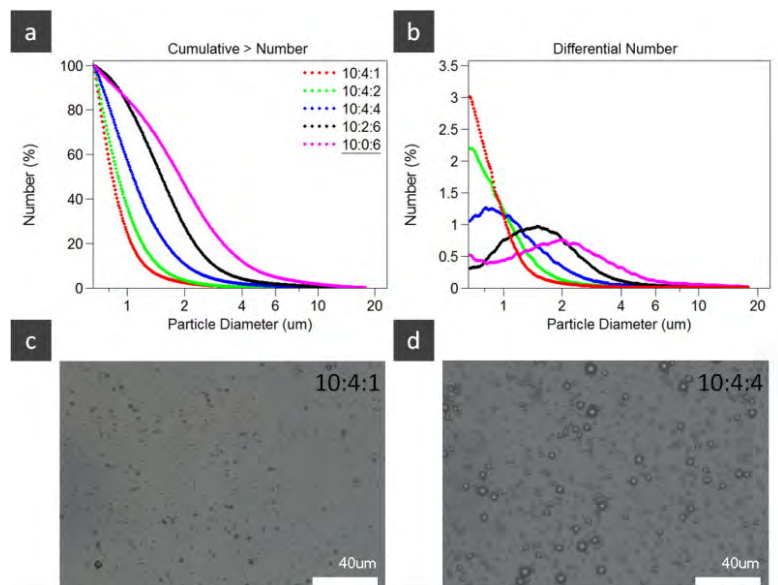 a
Cumulative > Number
Number (%)
100
80
60
40
20
0
10:4:1
10:4:2
10:4:4
10:2:6
10:0:6
1
2
4
6
10
20
Particle Diameter (um)
b
Differential Number
Number (%)
3.5
3
2.5
2
1.5
1
0.5
0
1
2
4
6
10
20
Particle Diameter (um)
c
10:4:1
40um
d
10:4:4
40um